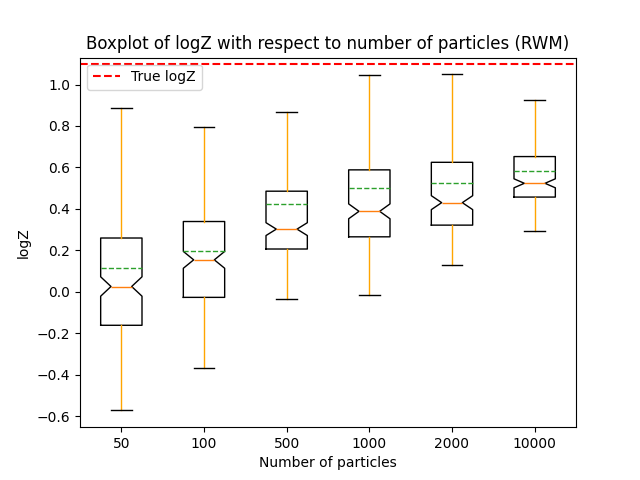 Boxplot of logZ with respect to number of particles (RWM)
True logZ
1.0
0.8
0.6
0.4
0.2
0.0
−0.2
−0.4
−0.6
logZ
50 100 500 1000 2000 10000
Number of particles